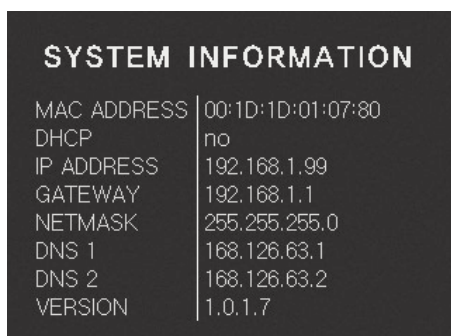 SYSTEM INFORMATION
MAC ADDRESS 00:1D:1D:01:07:80
DHCP no
IP ADDRESS 192.168.1.99
GATEWAY 192.168.1.1
NETMASK 255.255.255.0
DNS 1 168.126.63.1
DNS 2 168.126.63.2
VERSION 1.0.1.7